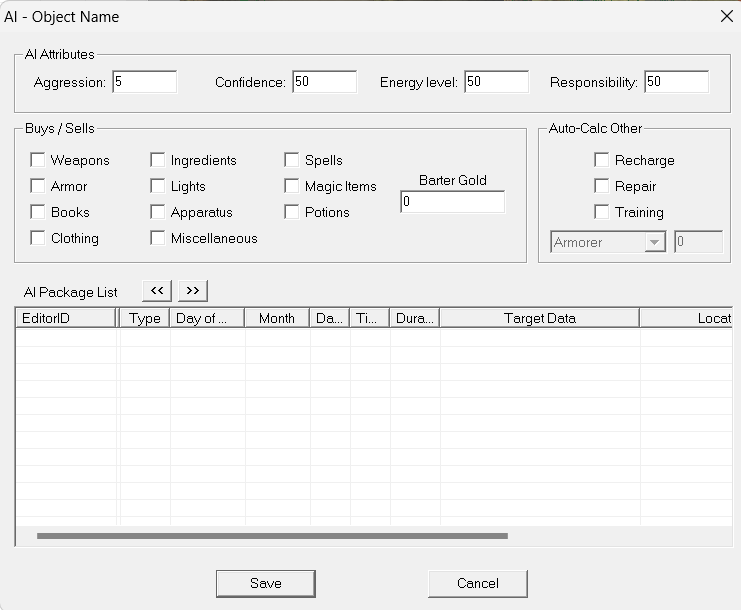 AI - Object Name
AI Attributes
Aggression: 5 Confidence: 50 Energy level: 50 Responsibility: 50
Buys / Sells
Auto-Calc Other
Weapons Ingredients Spells
Armor Lights Magic Items
Books Apparatus Potions
Clothing Miscellaneous
Barter Gold
0
Recharge
Repair
Training
Armorer 0
AI Package List << >>
EditorID Type Day of ... Month Da... Ti... Dura... Target Data Locat
Save Cancel